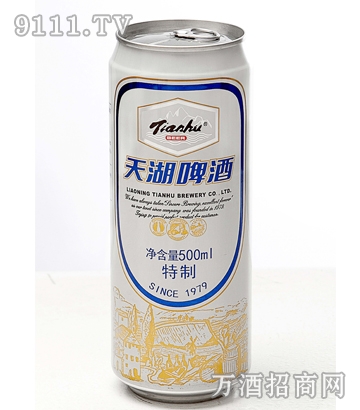 9111.TV
Tianhu®
BEER
天湖啤酒
LIAONING TIANHU BREWERY CO., LTD.
净含量500ml
特制
SINCE 1979
万酒招商网